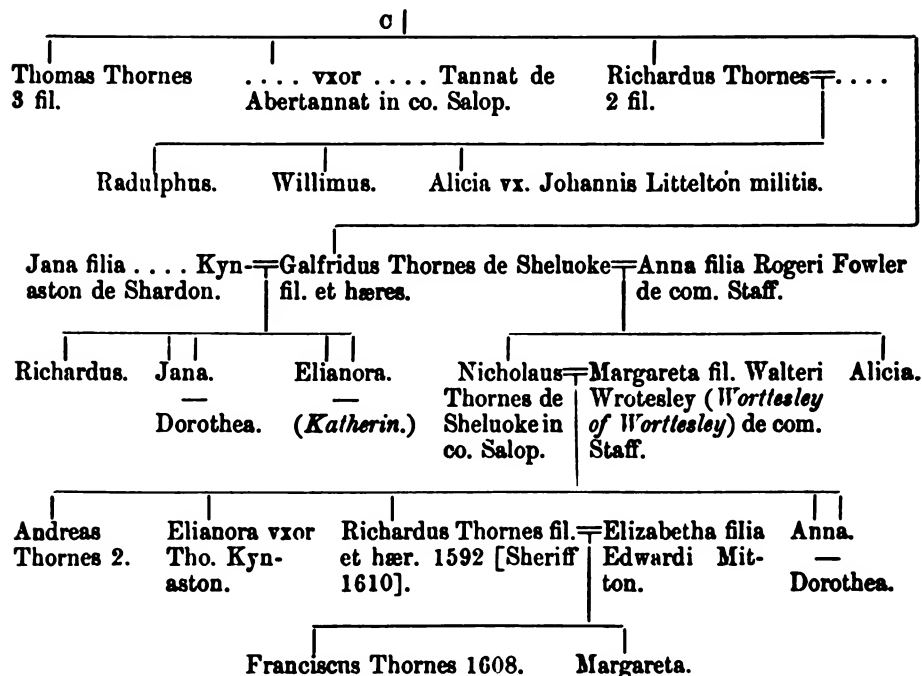 C
Thomas Thornes
3 fil.
. . . . vxor . . . . Tannat de
Abertannat in co. Salop.
Richardus Thornes . . . .
2 fil.
Radulphus. Willimus. Alicia vx. Johannis Littelton militis.
Jana filia . . . . Kyn-
aston de Shardon.
Galfridus Thornes de Sheluoke
fil. et hæres.
Anna filia Rogeri Fowler
de com. Staff.
Richardus.
Jana.
—
Dorothea.
Elianora.
—
(Katherin.)
Nicholaus
Thornes de
Sheluoke in
co. Salop.
Margareta fil. Walteri
Wrotesley (Worttesley
of Worttesley) de com.
Staff.
Alicia.
Andreas
Thornes 2.
Elianora vxor
Tho. Kyn-
aston.
Richardus Thornes fil.
et hær. 1592 [Sheriff
1610].
Elizabetha filia
Edwardi Mit-
ton.
Anna.
—
Dorothea.
Franciscus Thornes 1608. Margareta.